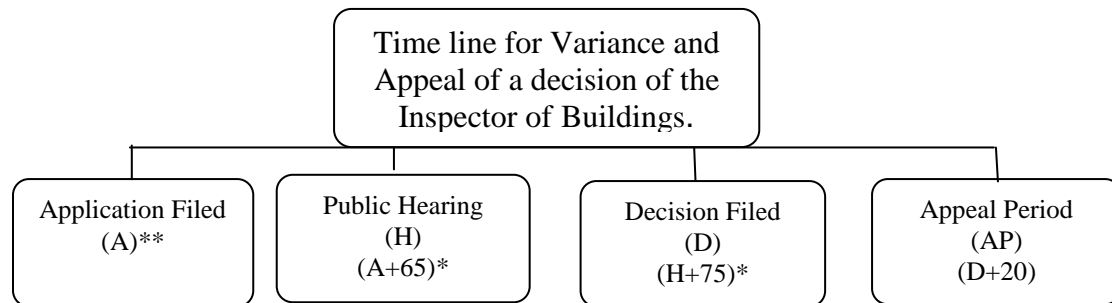 Time line for Variance and
Appeal of a decision of the
Inspector of Buildings.
Application Filed
(A)**
Public Hearing
(H)
(A+65)*
Decision Filed
(D)
(H+75)*
Appeal Period
(AP)
(D+20)